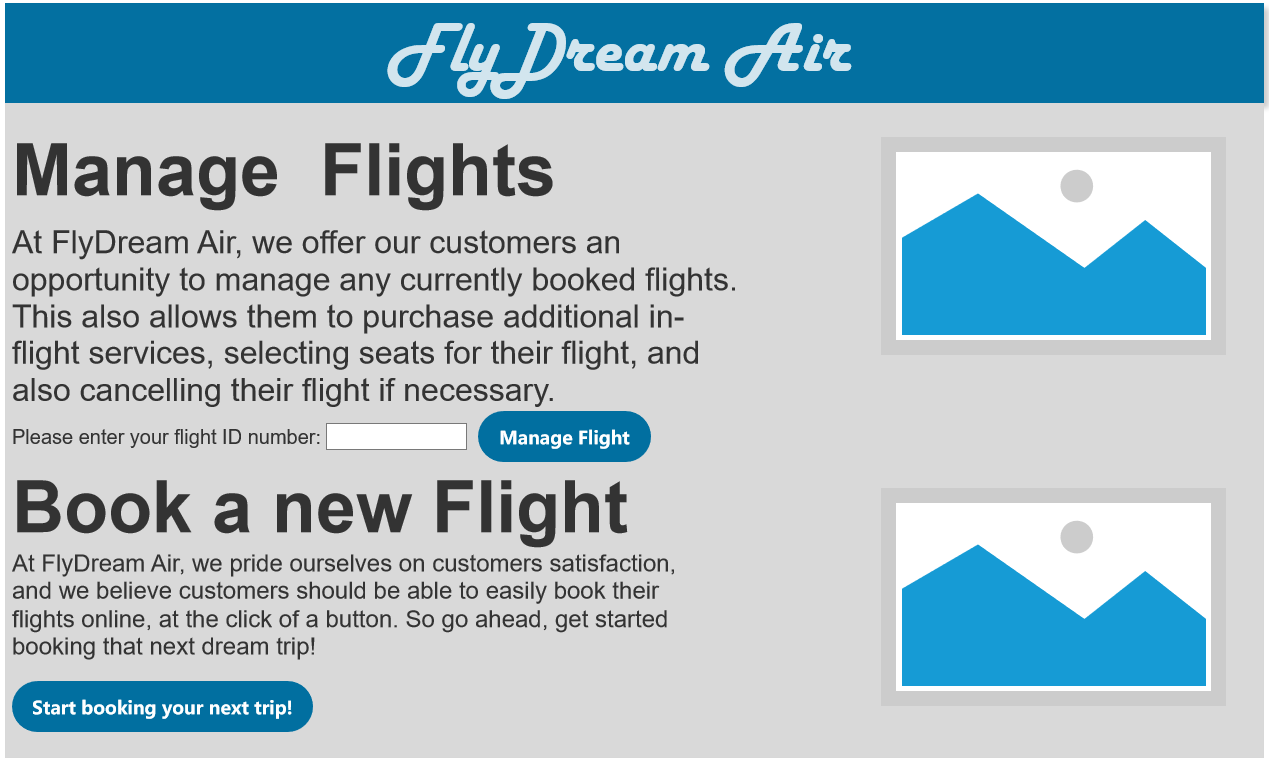 FlyDream Air
Manage  Flights
At FlyDream Air, we offer our customers an
opportunity to manage any currently booked flights.
This also allows them to purchase additional in-
flight services, selecting seats for their flight, and
also cancelling their flight if necessary.
Please enter your flight ID number: Manage Flight
Book a new Flight
At FlyDream Air, we pride ourselves on customers satisfaction,
and we believe customers should be able to easily book their
flights online, at the click of a button. So go ahead, get started
booking that next dream trip!
Start booking your next trip!